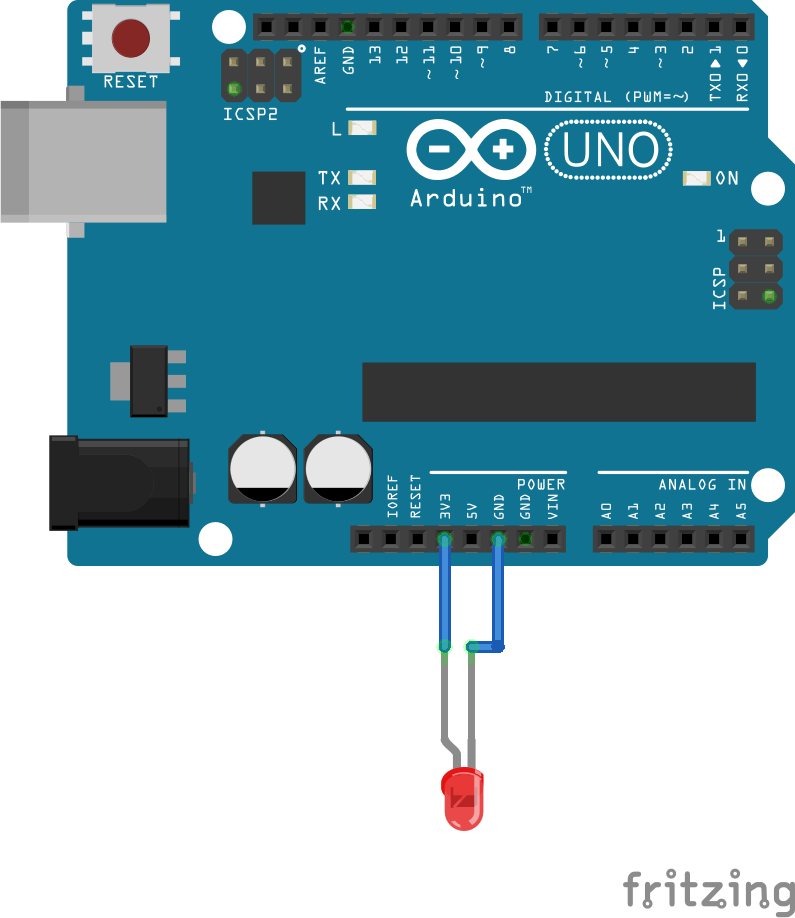 RESET
ICSP2
AREF
GND
13
12
~11
~10
~9
8
7
~6
~5
4
~3
2
TX0▶1
RX0◀0
DIGITAL (PWM=~)
L
TX
RX
Arduino™
UNO
ON
1
ICSP
IOREF
RESET
3V3
5V
GND
GND
VIN
POWER
ANALOG IN
A0
A1
A2
A3
A4
A5
fritzing